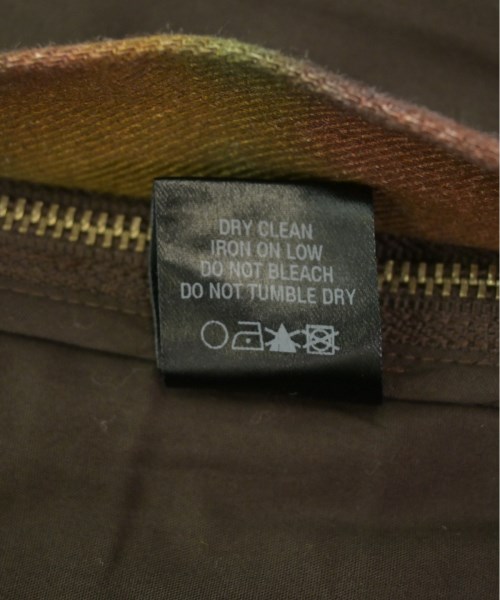 DRY CLEAN
IRON ON LOW
DO NOT BLEACH
DO NOT TUMBLE DRY